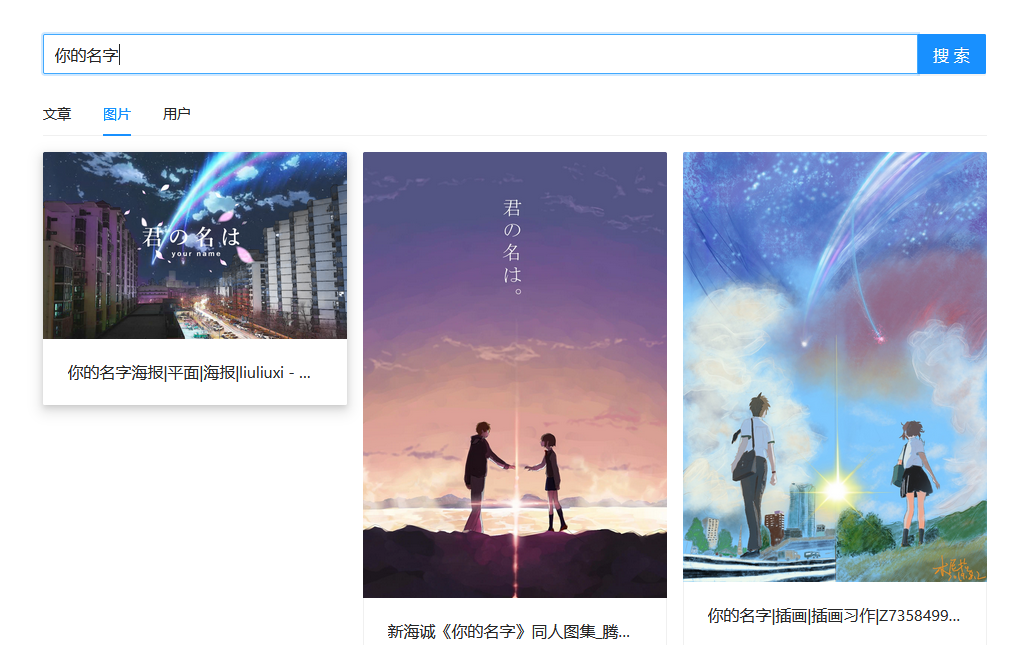 你的名字
搜 索
文章
图片
用户
君の名は
your name
你的名字海报|平面|海报|liuliuxi - ...
君の名は。
新海诚《你的名字》同人图集_腾...
你的名字|插画|插画习作|Z7358499...